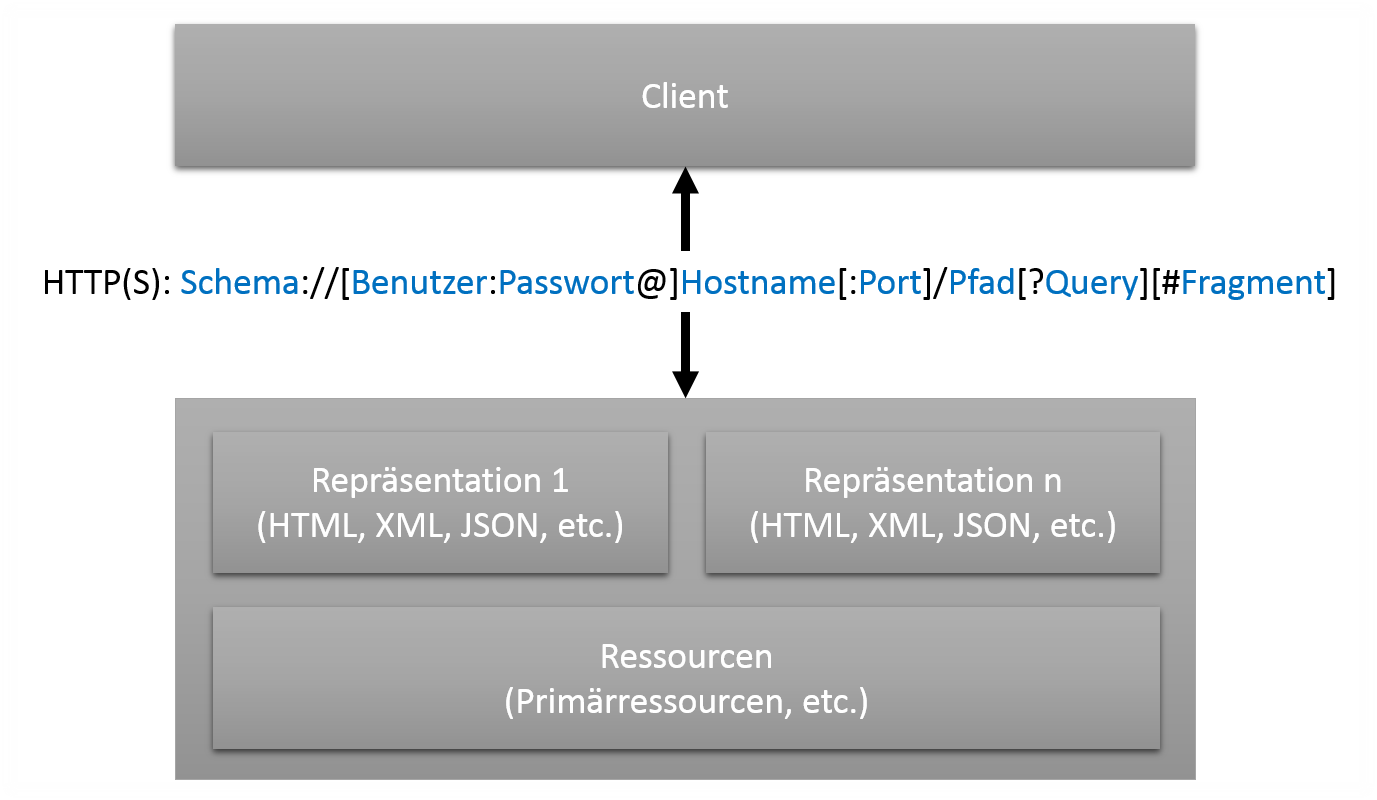 Client
HTTP(S): Schema://[Benutzer:Passwort@]Hostname[:Port]/Pfad[?Query][#Fragment]
Repräsentation 1
(HTML, XML, JSON, etc.)
Repräsentation n
(HTML, XML, JSON, etc.)
Ressourcen
(Primärressourcen, etc.)